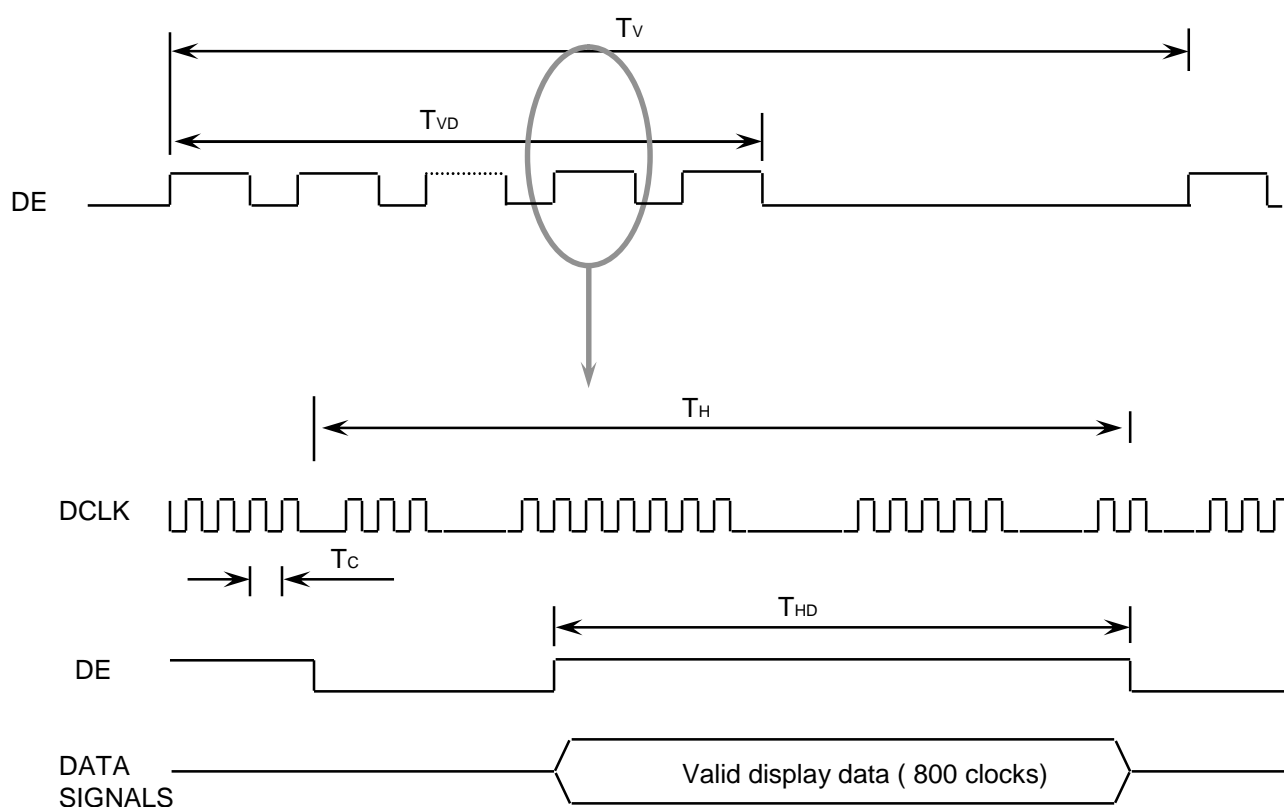 TV
TVD
DE
TH
DCLK
TC
THD
DE
DATA
SIGNALS
Valid display data ( 800 clocks)